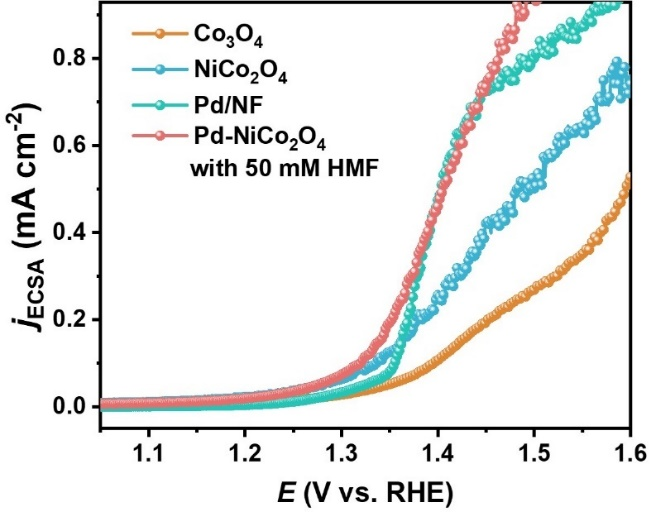 Co₃O₄
NiCo₂O₄
Pd/NF
Pd-NiCo₂O₄
with 50 mM HMF
j_ECSA (mA cm⁻²)
0.8
0.6
0.4
0.2
0.0
1.1 1.2 1.3 1.4 1.5 1.6
E (V vs. RHE)